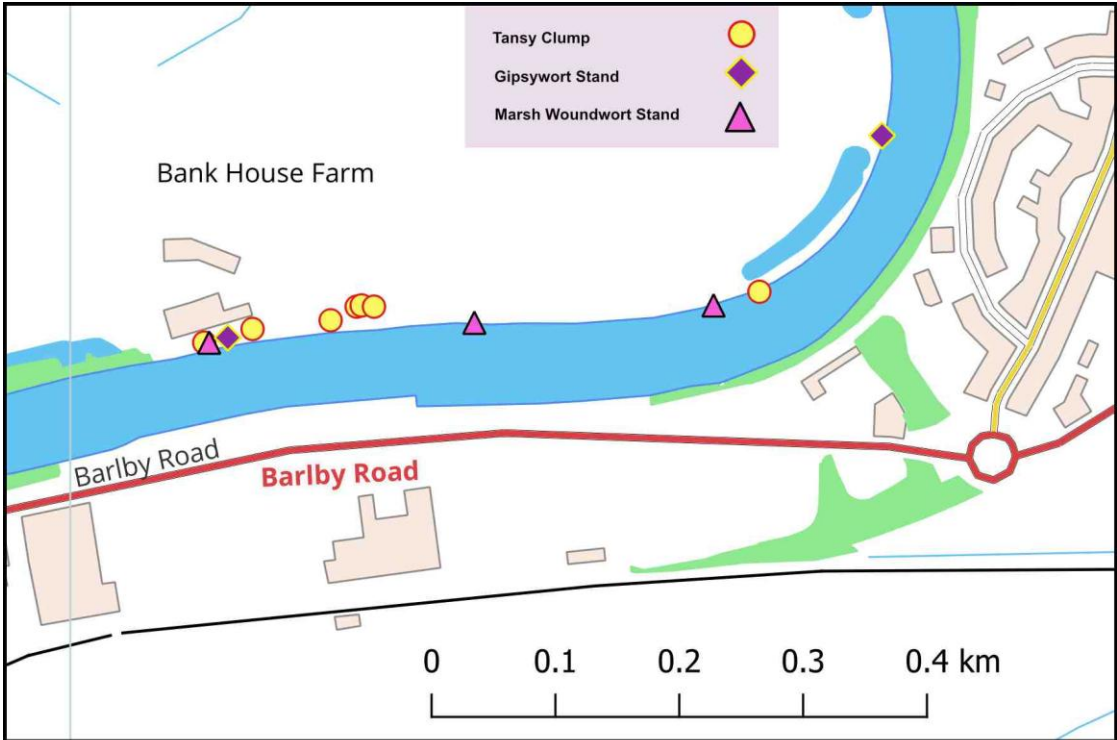 Tansy Clump
Gipsywort Stand
Marsh Woundwort Stand
Bank House Farm
Barlby Road
Barlby Road
0 0.1 0.2 0.3 0.4 km